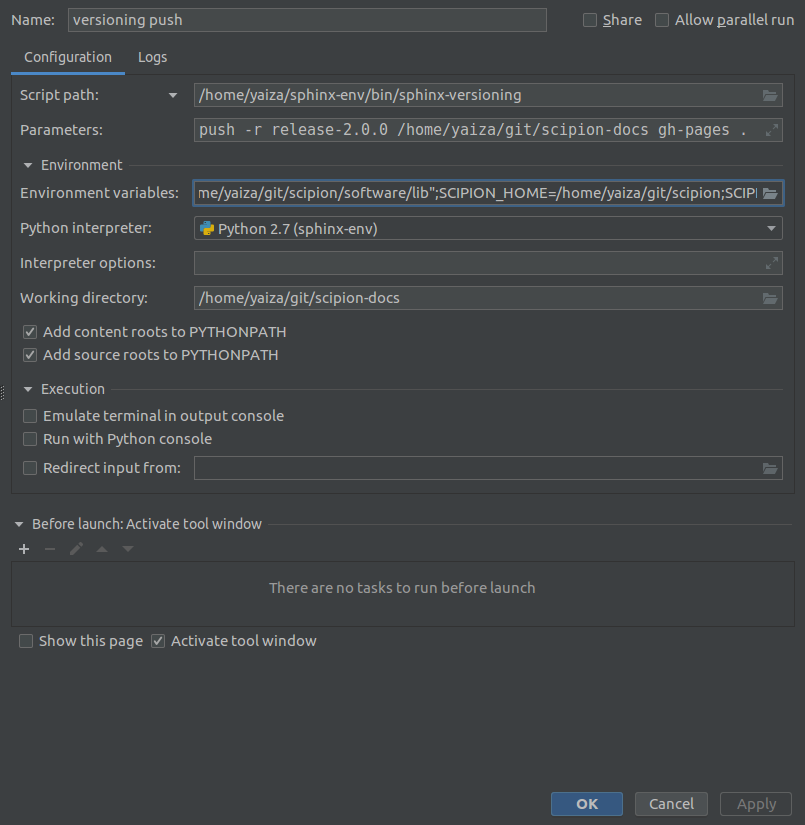 Name: versioning push Share Allow parallel run
Configuration Logs
Script path: /home/yaiza/sphinx-env/bin/sphinx-versioning
Parameters: push -r release-2.0.0 /home/yaiza/git/scipion-docs gh-pages .
Environment
Environment variables: me/yaiza/git/scipion/software/lib";SCIPION_HOME=/home/yaiza/git/scipion;SCIPI
Python interpreter: Python 2.7 (sphinx-env)
Interpreter options:
Working directory: /home/yaiza/git/scipion-docs
Add content roots to PYTHONPATH
Add source roots to PYTHONPATH
Execution
Emulate terminal in output console
Run with Python console
Redirect input from:
Before launch: Activate tool window
There are no tasks to run before launch
Show this page Activate tool window
OK Cancel Apply